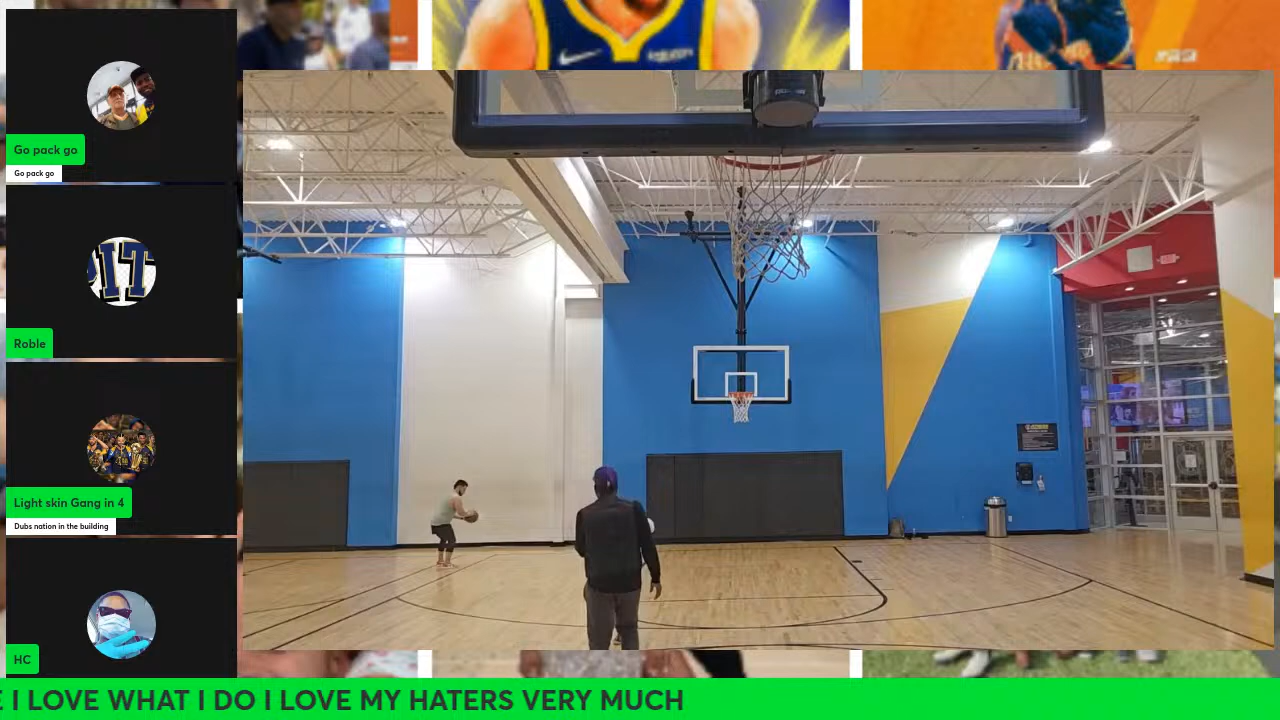 Go pack go
Go pack go
Roble
Light skin Gang in 4
Dubs nation in the building
HC
E I LOVE WHAT I DO I LOVE MY HATERS VERY MUCH